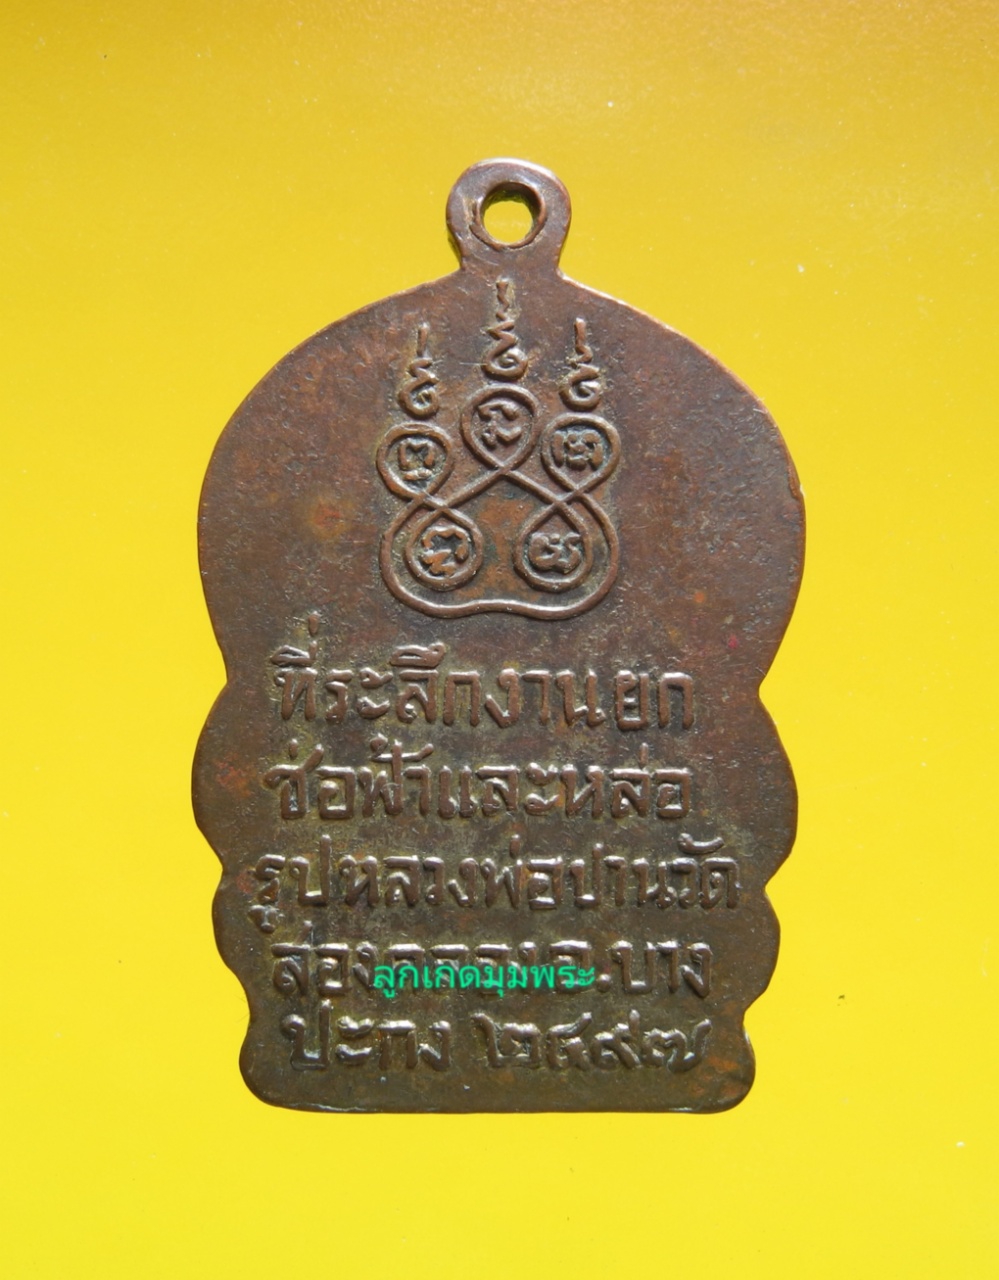 ที่ระลึกงานยก
ช่อฟ้าและหล่อ
รูปหลวงพ่อปานวัด
ส่องคลอง.อ.บาง
ปะกง ๒๕๙๗
ลูกเกดมุมพระ